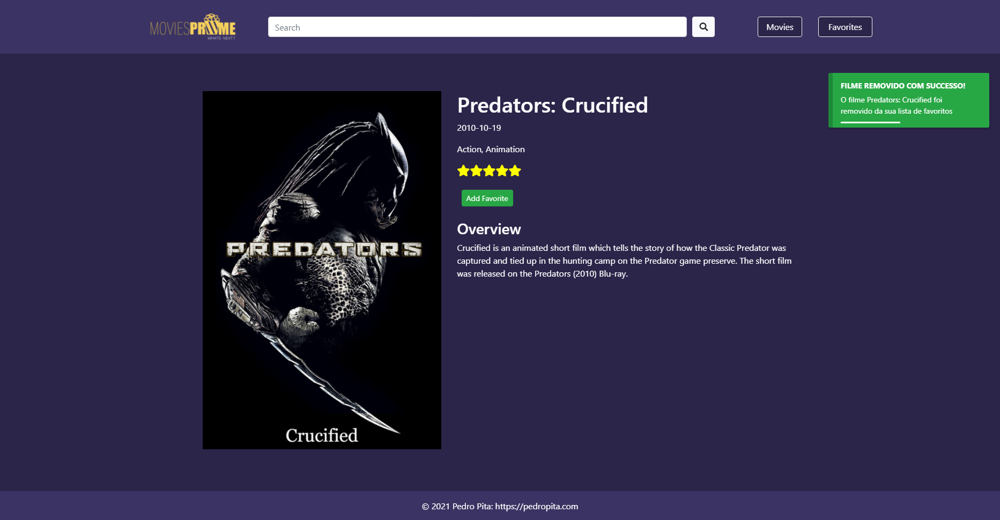 MOVIESPRIME
WHATS NEXT?
Search
Movies
Favorites
FILME REMOVIDO COM SUCCESSO!
O filme Predators: Crucified foi
removido da sua lista de favoritos
Predators: Crucified
2010-10-19
Action, Animation
Add Favorite
Overview
Crucified is an animated short film which tells the story of how the Classic Predator was
captured and tied up in the hunting camp on the Predator game preserve. The short film
was released on the Predators (2010) Blu-ray.
PREDATORS
Crucified
© 2021 Pedro Pita: https://pedropita.com